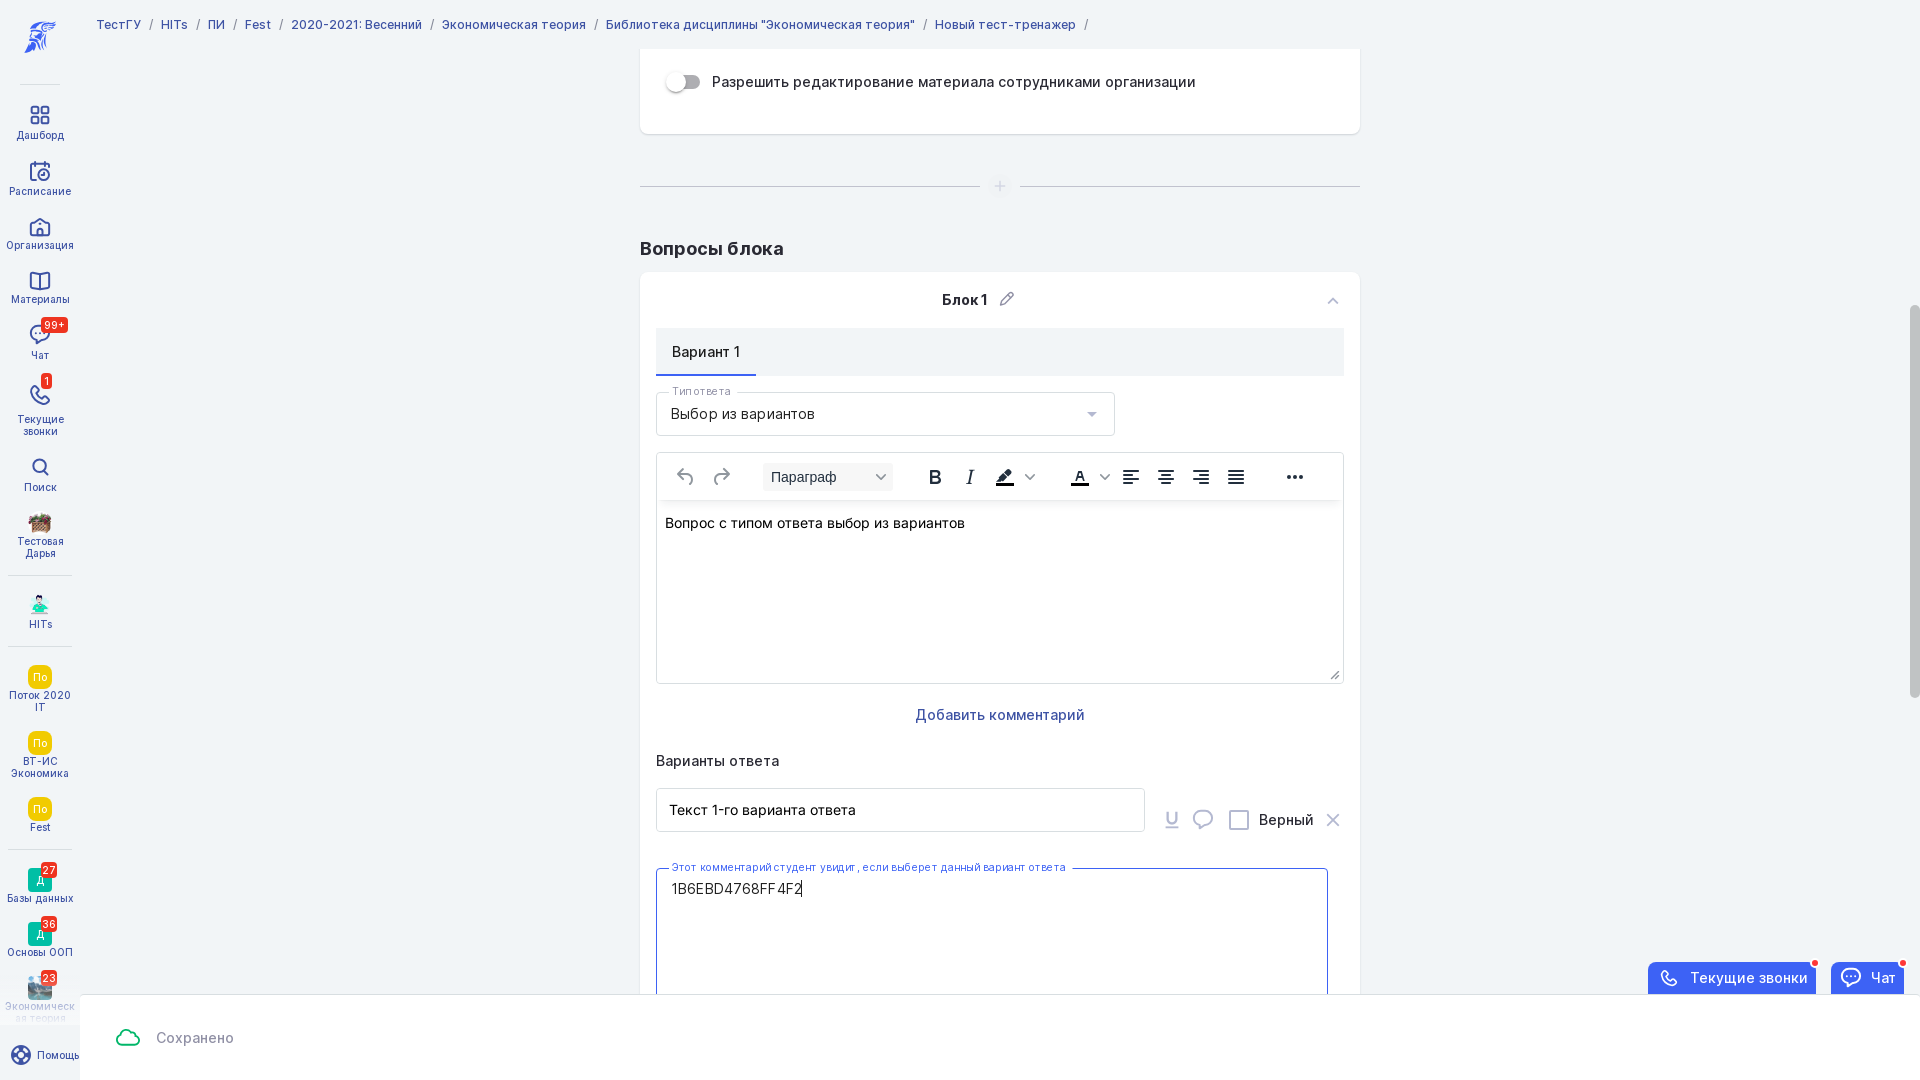 ТестГУ / HITs / ПИ / Fest / 2020-2021: Весенний / Экономическая теория / Библиотека дисциплины "Экономическая теория" / Новый тест-тренажер /
Дашборд
Расписание
Организация
Материалы
99+
Чат
1
Текущие
звонки
Поиск
Тестовая
Дарья
HITs
По
Поток 2020
IT
По
ВТ-ИС
Экономика
По
Fest
27
Д
Базы данных
36
Д
Основы ООП
23
Экономическ
ая теория
Помощь
Разрешить редактирование материала сотрудниками организации
Вопросы блока
Блок 1
Вариант 1
Тип ответа
Выбор из вариантов
Параграф
Вопрос с типом ответа выбор из вариантов
Добавить комментарий
Варианты ответа
Текст 1-го варианта ответа
Верный
Этот комментарий студент увидит, если выберет данный вариант ответа
1B6EBD4768FF4F2
Текущие звонки
Чат
Сохранено